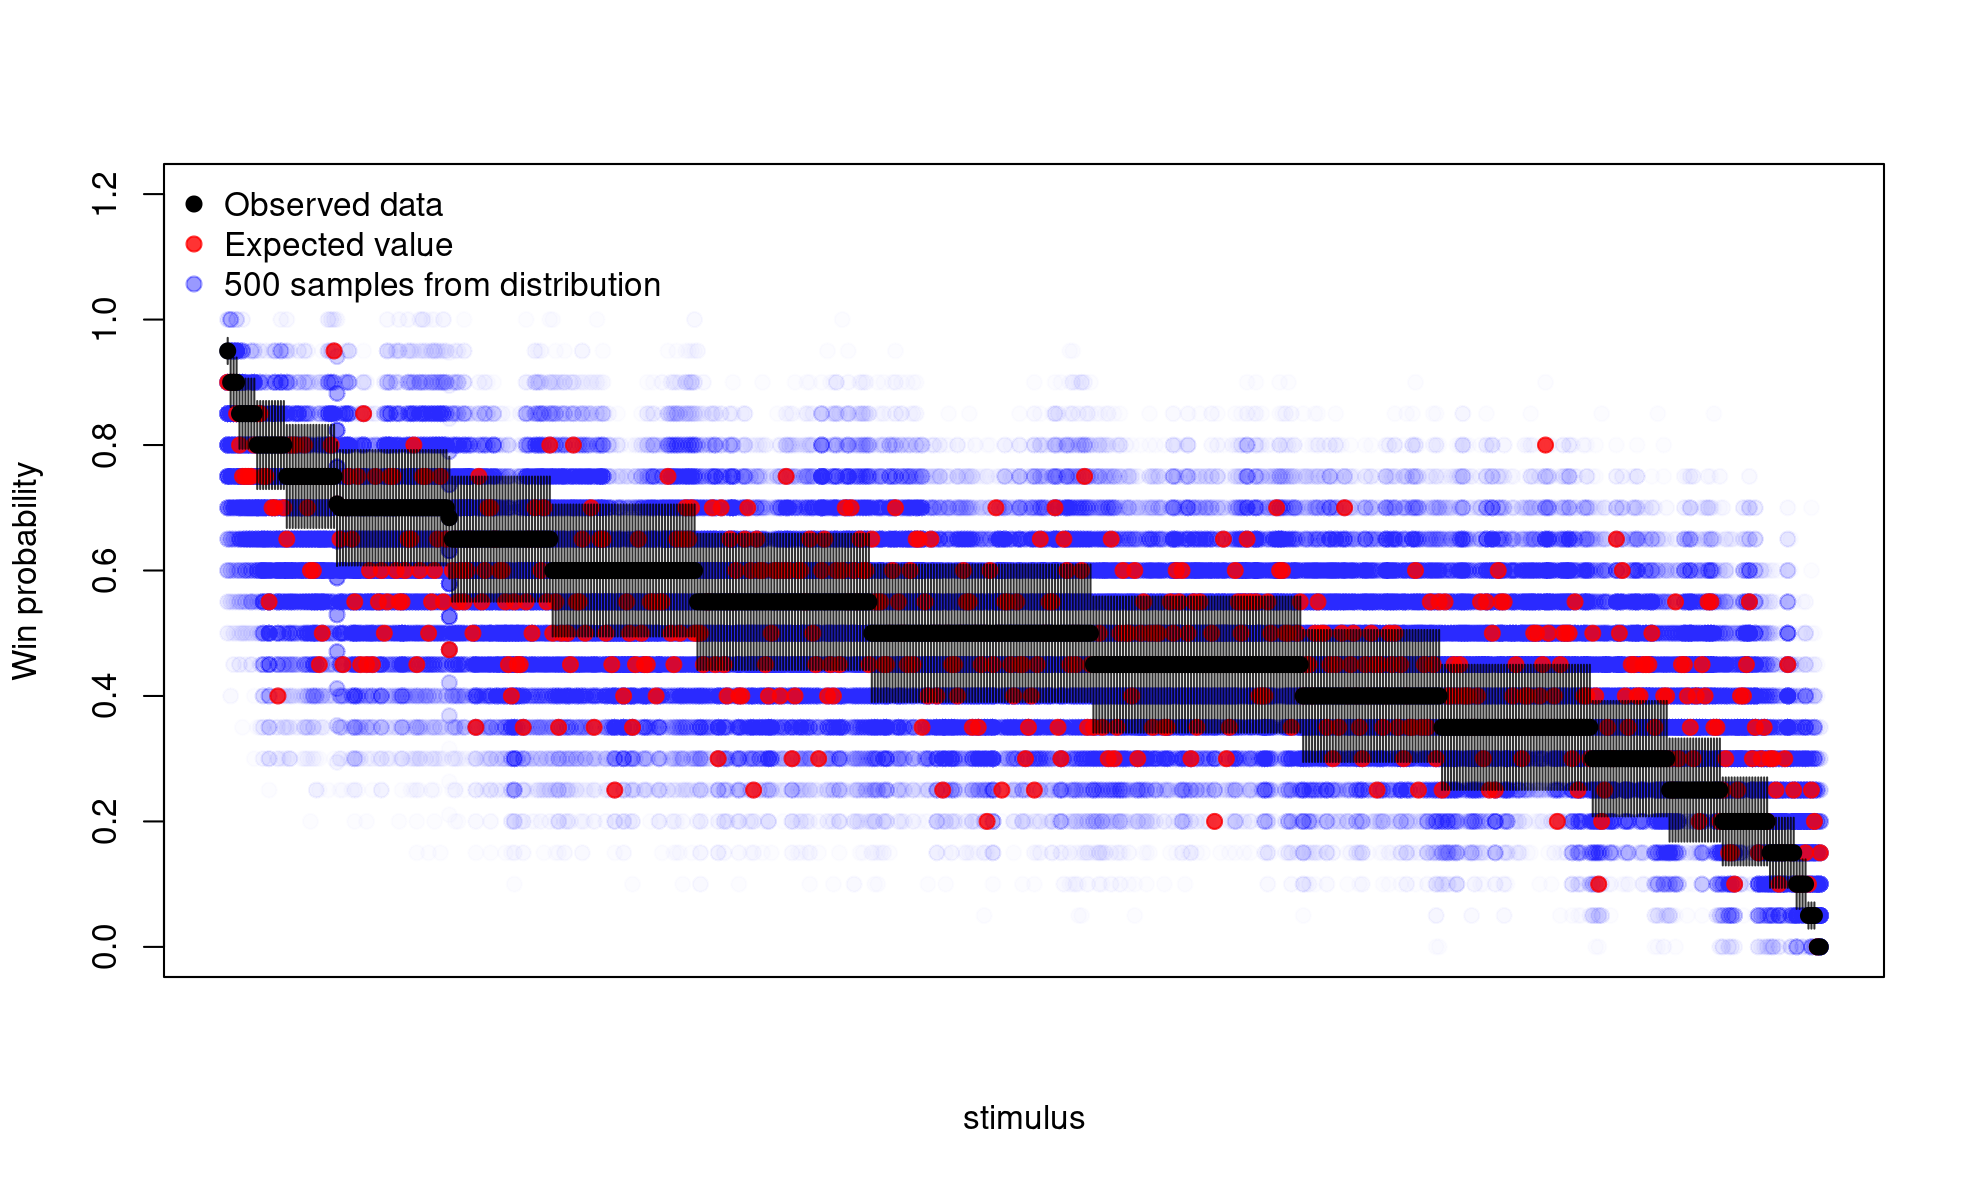 Observed data
Expected value
500 samples from distribution
Win probability
1.2
1.0
0.8
0.6
0.4
0.2
0.0
stimulus